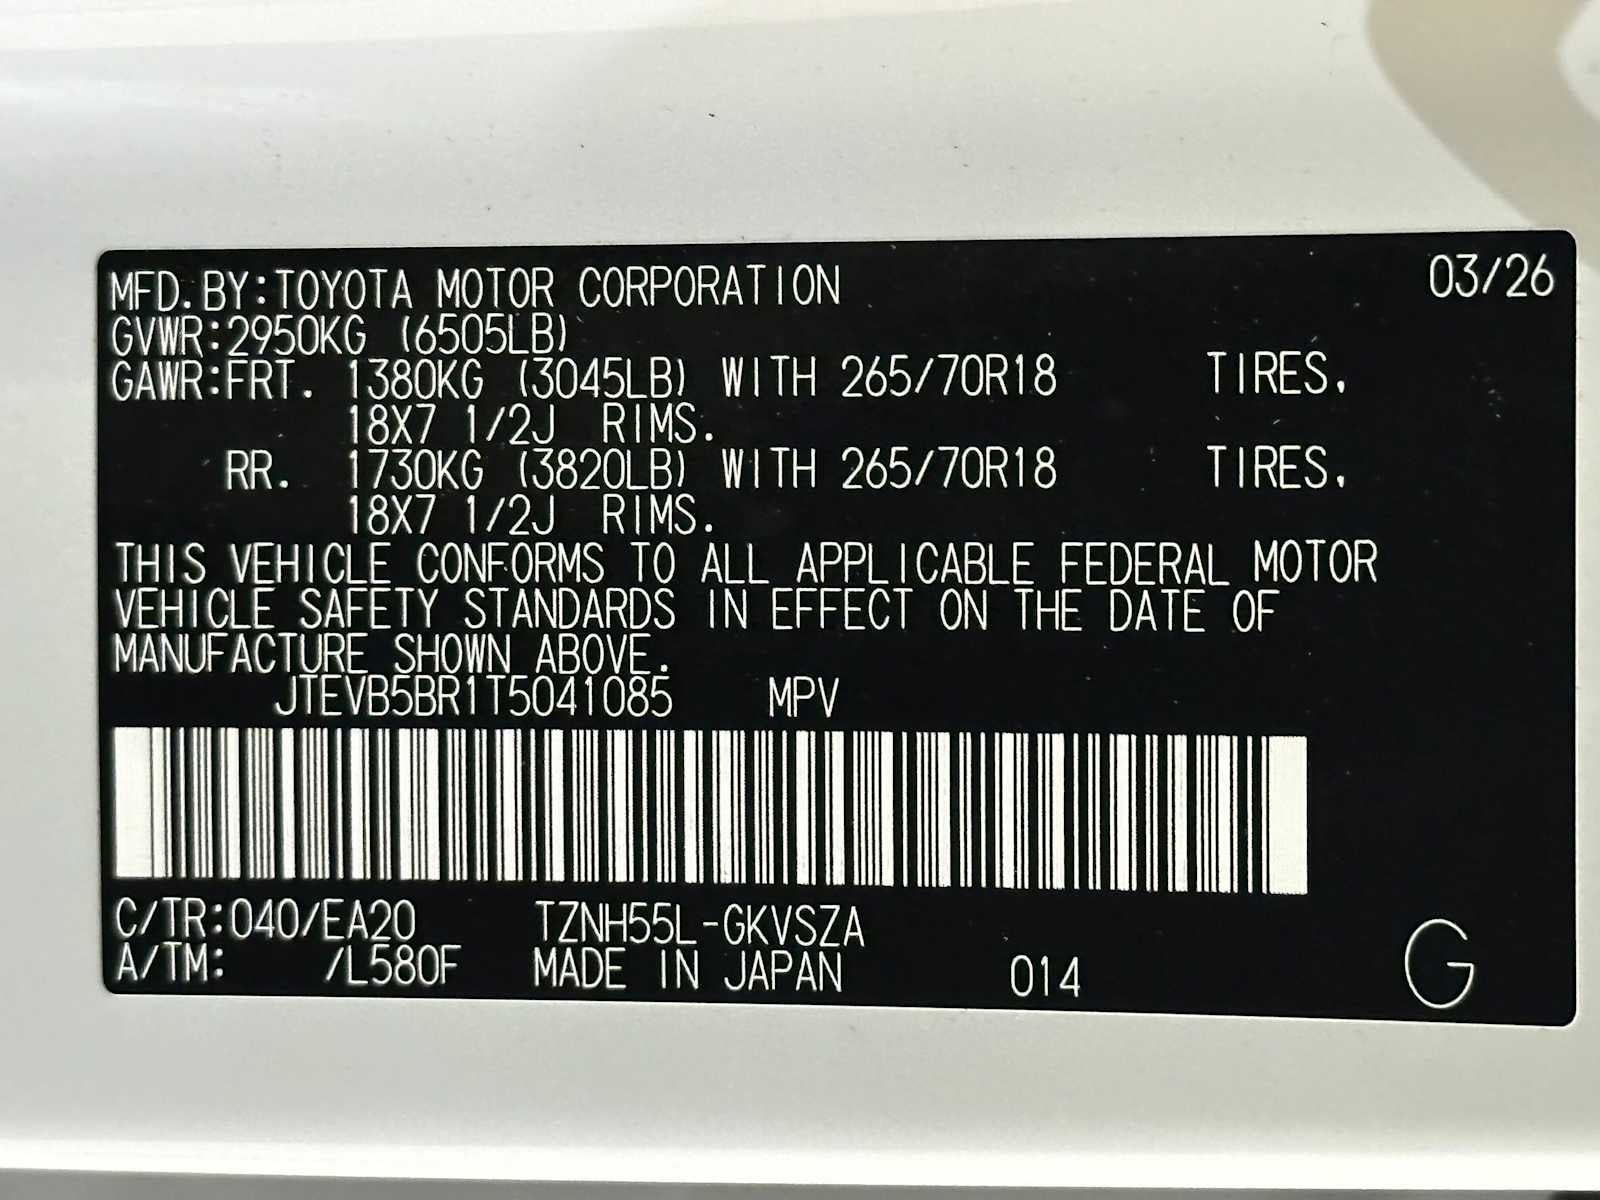 MFD.BY:TOYOTA MOTOR CORPORATION 03/26
GVWR:2950KG (6505LB)
GAWR:FRT. 1380KG (3045LB) WITH 265/70R18 TIRES.
18X7 1/2J RIMS.
RR. 1730KG (3820LB) WITH 265/70R18 TIRES.
18X7 1/2J RIMS.
THIS VEHICLE CONFORMS TO ALL APPLICABLE FEDERAL MOTOR
VEHICLE SAFETY STANDARDS IN EFFECT ON THE DATE OF
MANUFACTURE SHOWN ABOVE.
JTEVB5BR1T5041085 MPV
C/TR:040/EA20 TZNH55L-GKVSZA
A/TM: /L580F MADE IN JAPAN 014 G